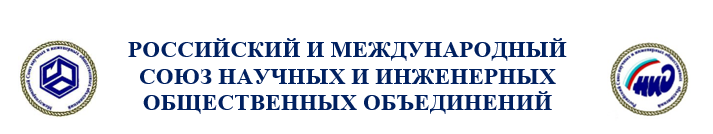 РОССИЙСКИЙ И МЕЖДУНАРОДНЫЙ
СОЮЗ НАУЧНЫХ И ИНЖЕНЕРНЫХ
ОБЩЕСТВЕННЫХ ОБЪЕДИНЕНИЙ